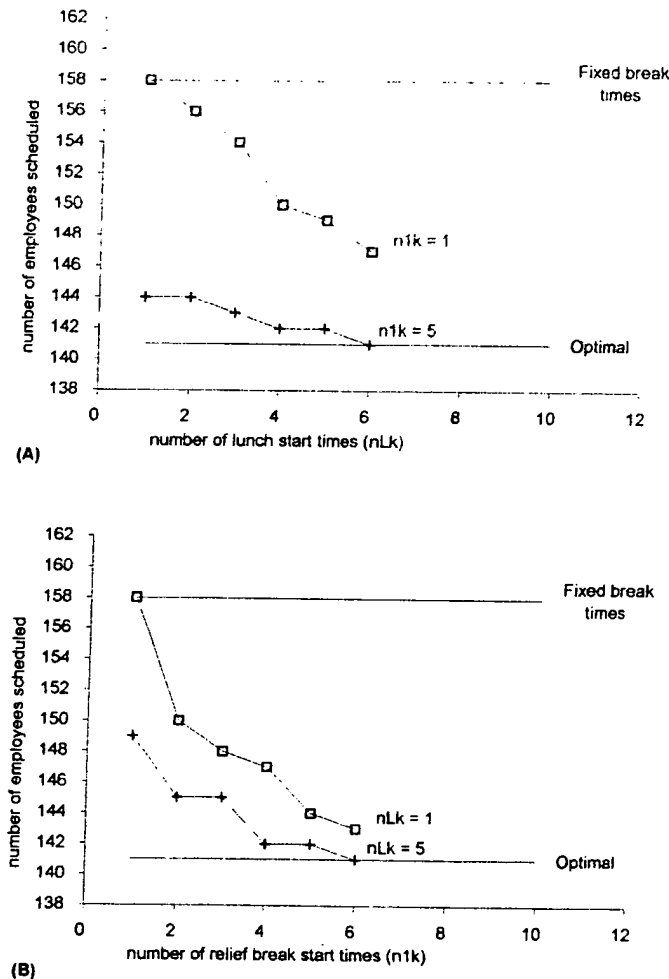 162
160
158
156
154
150
148
146
144
142
140
138
number of employees scheduled
Fixed break
times
n1k = 1
n1k = 5
Optimal
0
2
4
6
8
10
12
number of lunch start times (nLk)
(A)
162
160
158
156
154
150
148
146
144
142
140
138
number of employees scheduled
Fixed break
times
nLk = 1
nLk = 5
Optimal
0
2
4
6
8
10
12
number of relief break start times (n1k)
(B)